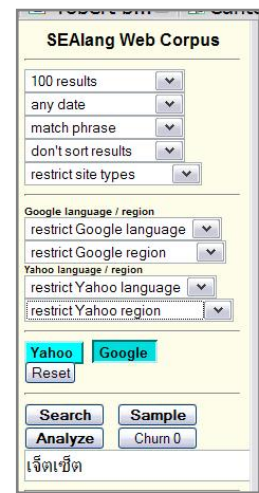 SEAlang Web Corpus
100 results
any date
match phrase
don't sort results
restrict site types
Google language / region
restrict Google language
restrict Google region
Yahoo language / region
restrict Yahoo language
restrict Yahoo region
Yahoo Google
Reset
Search Sample
Analyze Churn 0
เจ็ตเซ็ต